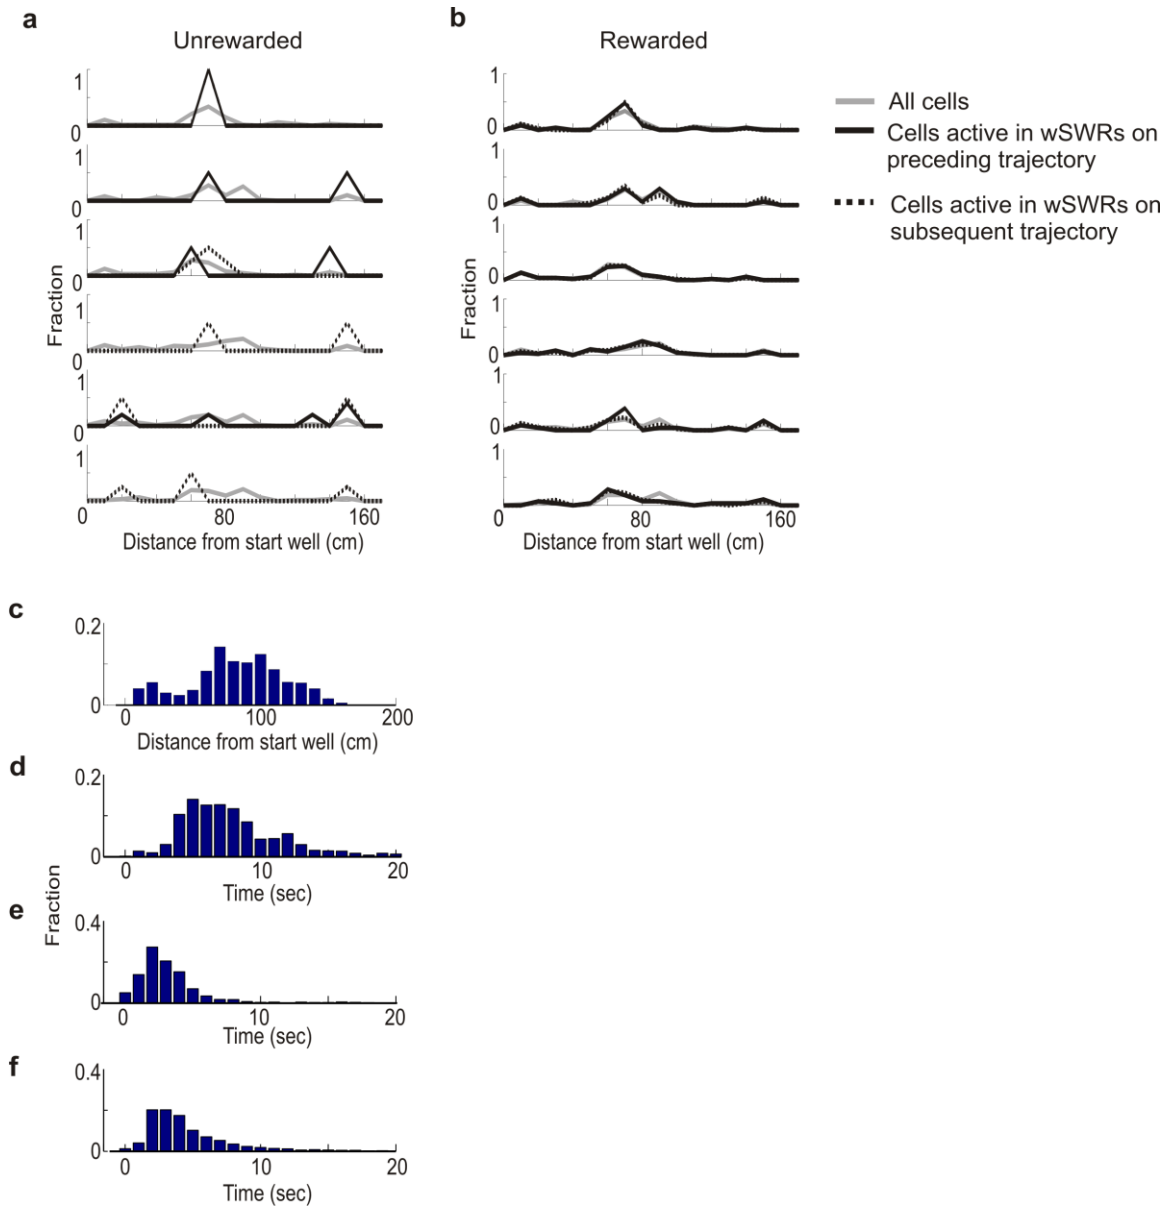 a
Unrewarded
1
0
1
0
1
0
1
0
1
0
1
0
80
160
Fraction
Distance from start well (cm)
b
Rewarded
1
0
1
0
1
0
1
0
1
0
1
0
80
160
Fraction
Distance from start well (cm)
All cells
Cells active in wSWRs on
preceding trajectory
Cells active in wSWRs on
subsequent trajectory
c
0.2
0
0
100
200
Distance from start well (cm)
d
0.2
0
0
10
20
Time (sec)
Fraction
e
0.4
0
0
10
20
Time (sec)
f
0.4
0
0
10
20
Time (sec)